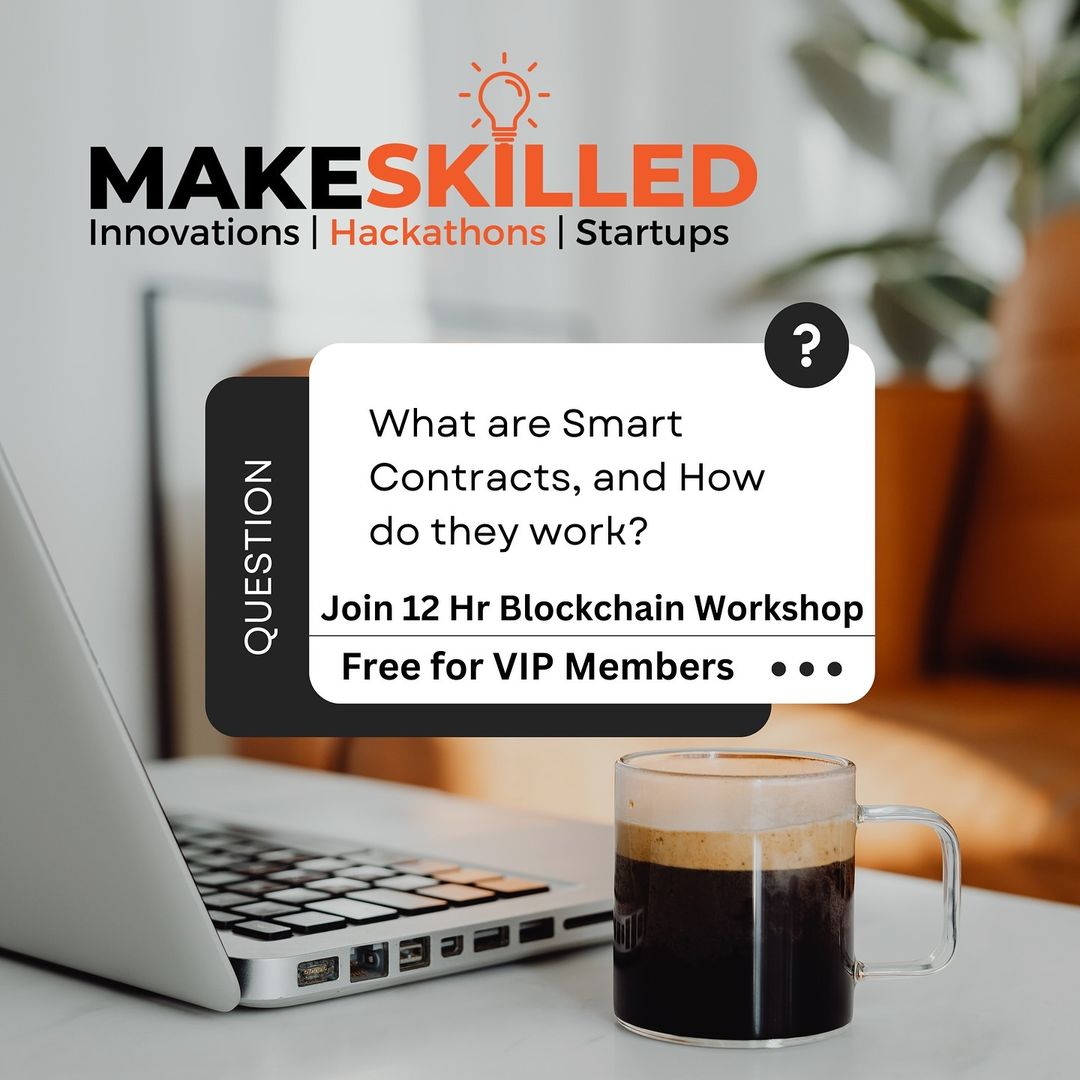 MAKESKILLED
Innovations | Hackathons | Startups
?
QUESTION
What are Smart
Contracts, and How
do they work?
Join 12 Hr Blockchain Workshop
Free for VIP Members